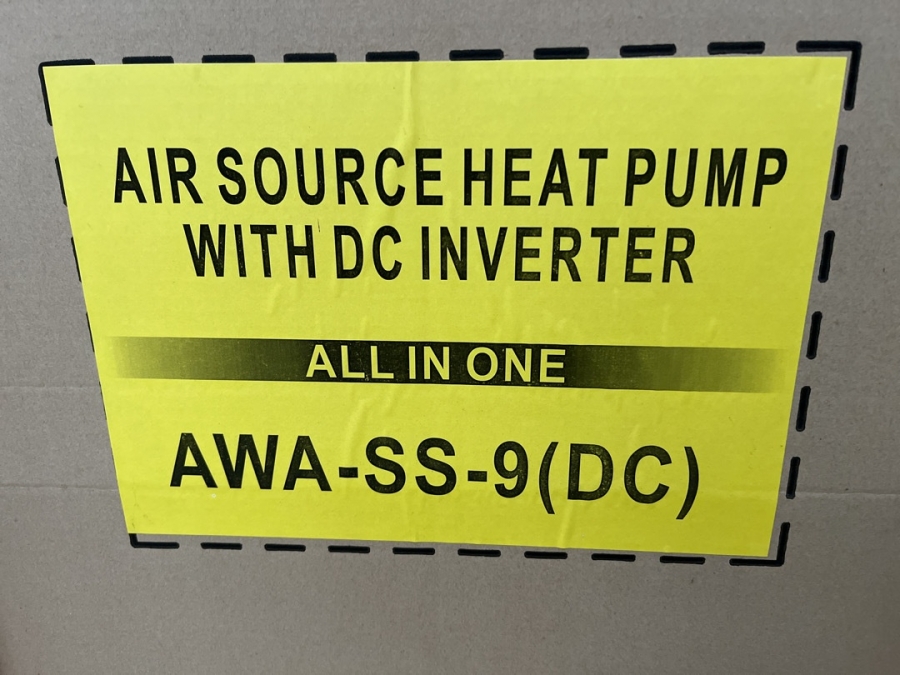 AIR SOURCE HEAT PUMP
WITH DC INVERTER
ALL IN ONE
AWA-SS-9(DC)